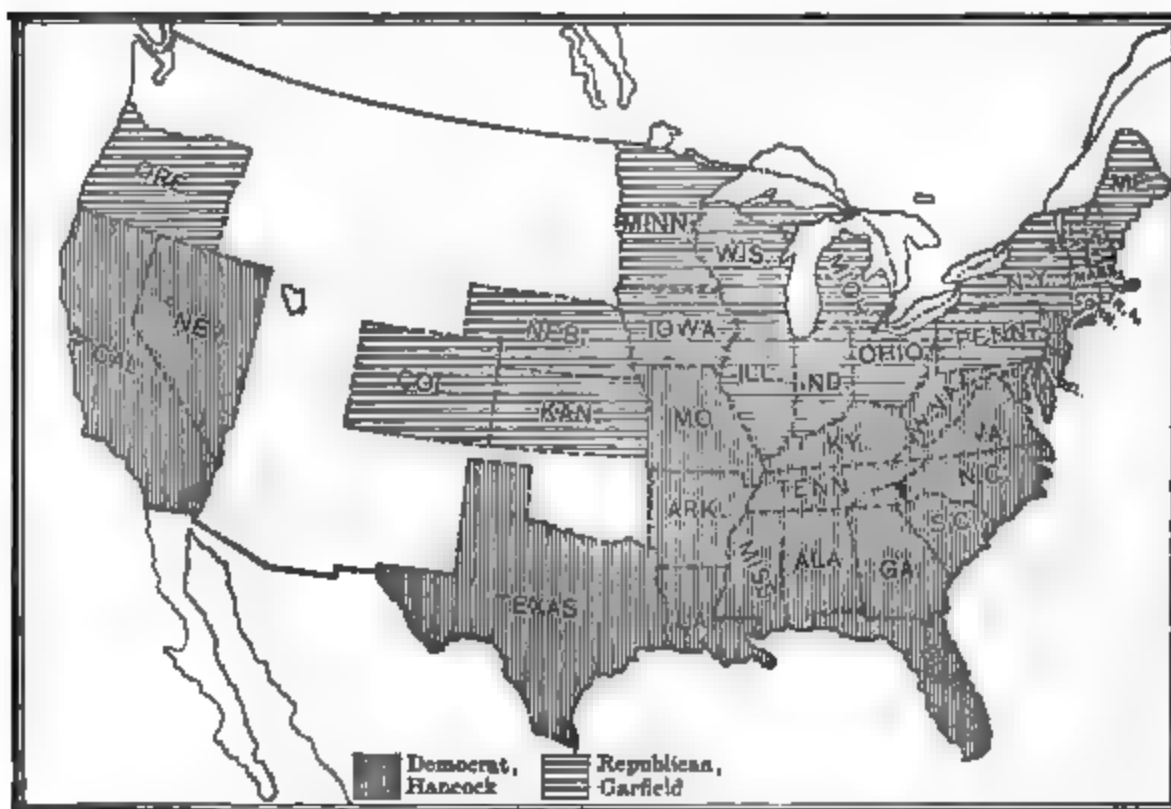 ORE.
MINN.
ME.
WIS.
N.Y.
MASS.
NEV.
NEB.
IOWA
PENN.
CAL.
OHIO
ILL.
IND.
COL.
KAN.
MO.
VA.
KY.
N.C.
TENN.
ARK.
S.C.
MISS.
ALA.
GA.
TEXAS
LA.
Democrat,
Hancock
Republican,
Garfield